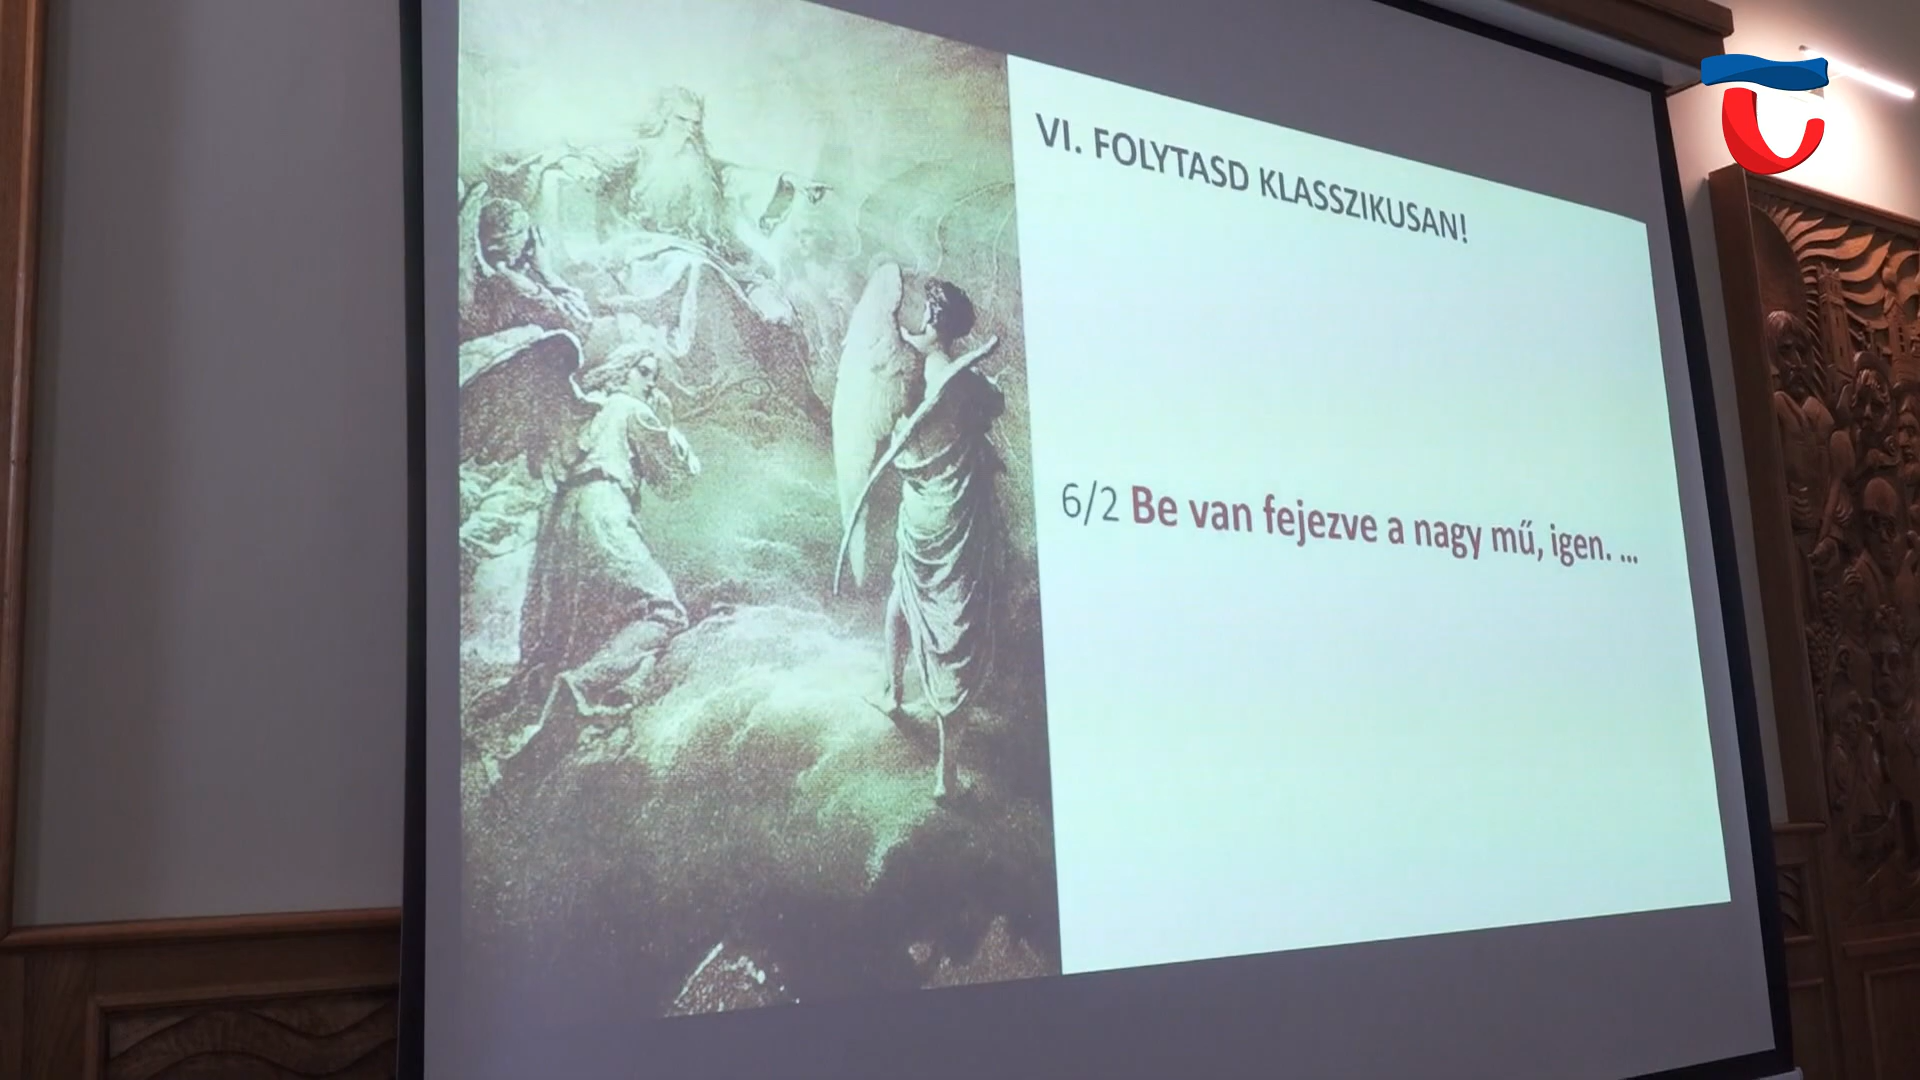 VI. FOLYTASD KLASSZIKUSAN!
6/2 Be van fejezve a nagy mű, igen. ...